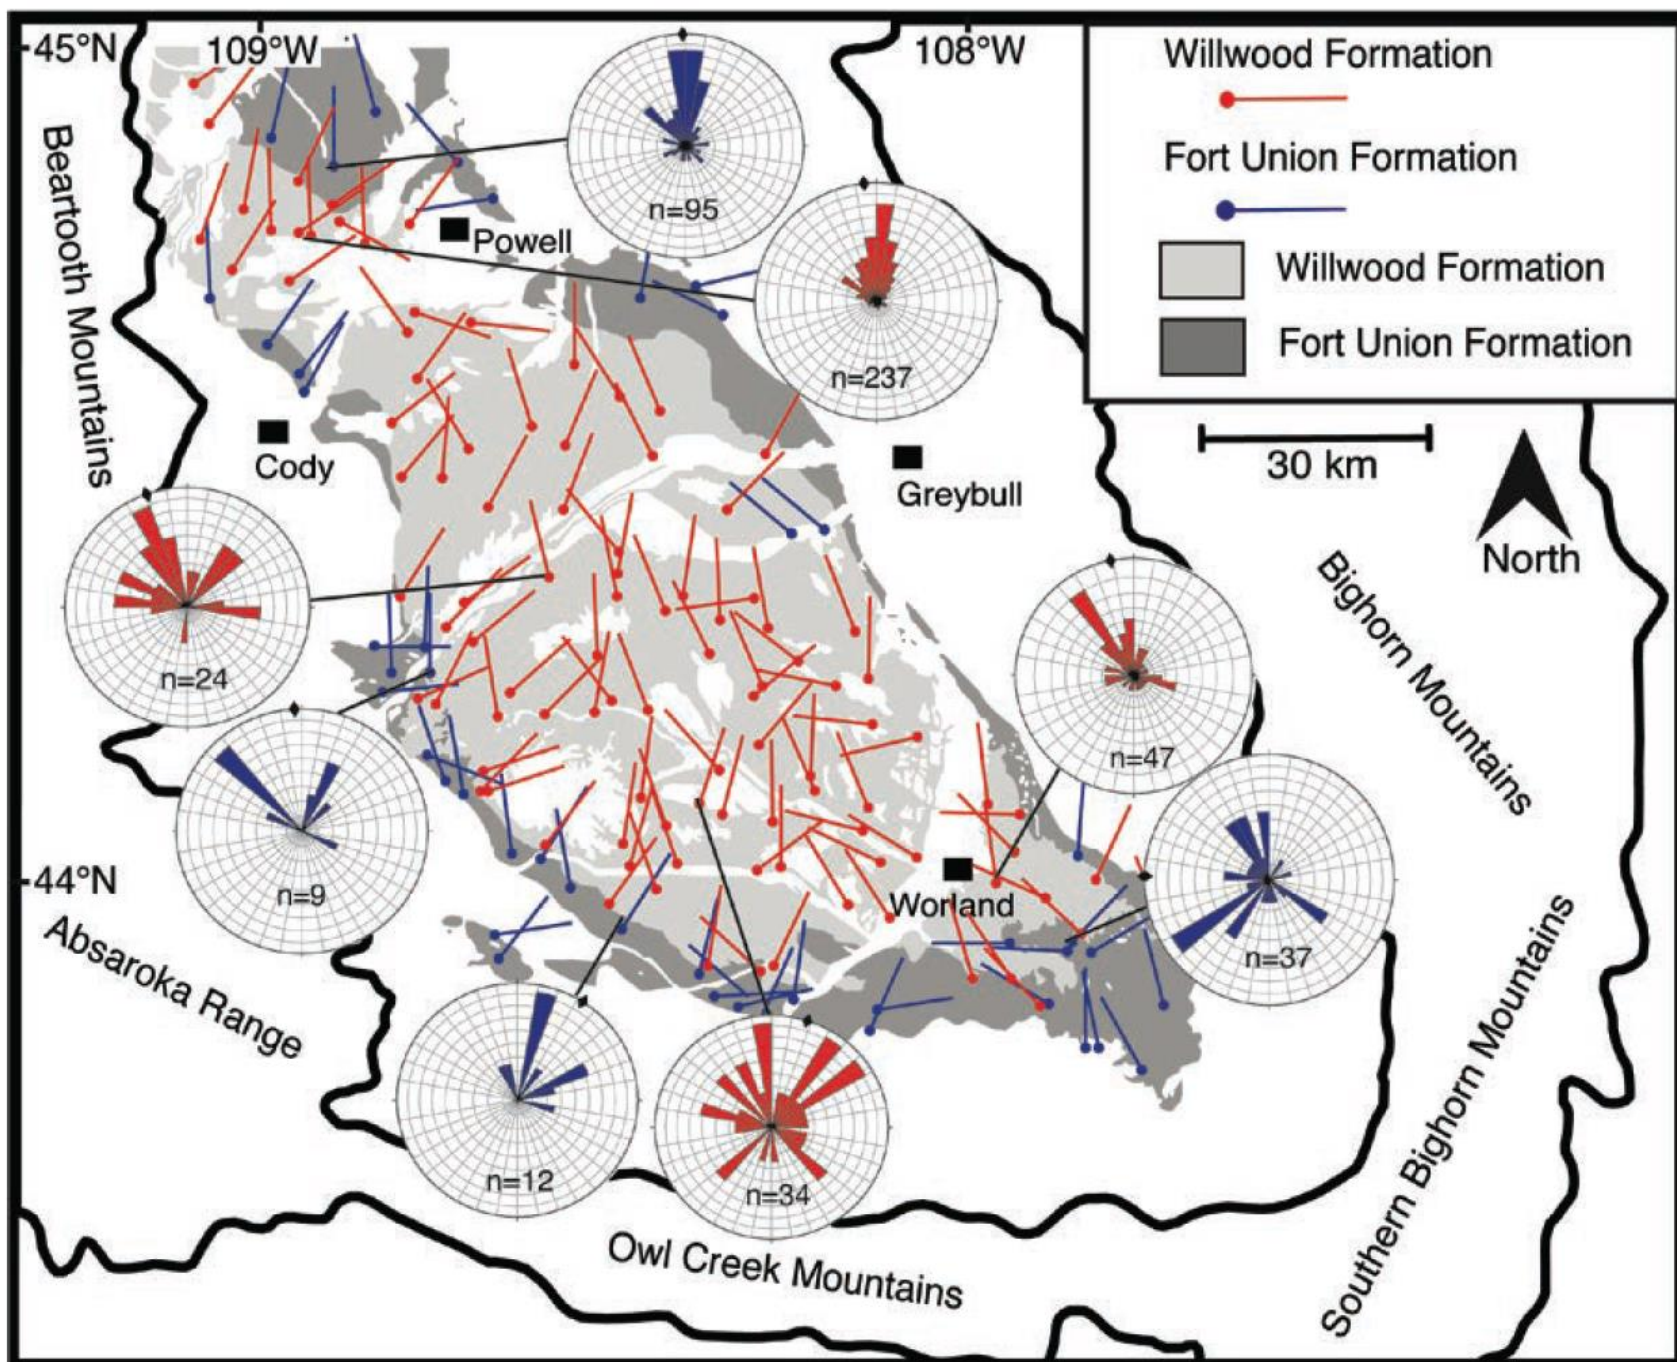 45°N
109°W
108°W
Willwood Formation
Fort Union Formation
Willwood Formation
Fort Union Formation
Beartooth Mountains
n=95
Powell
n=237
Cody
Greybull
30 km
North
Bighorn Mountains
n=24
n=47
n=9
44°N
Worland
n=37
Absaroka Range
n=12
n=34
Owl Creek Mountains
Southern Bighorn Mountains